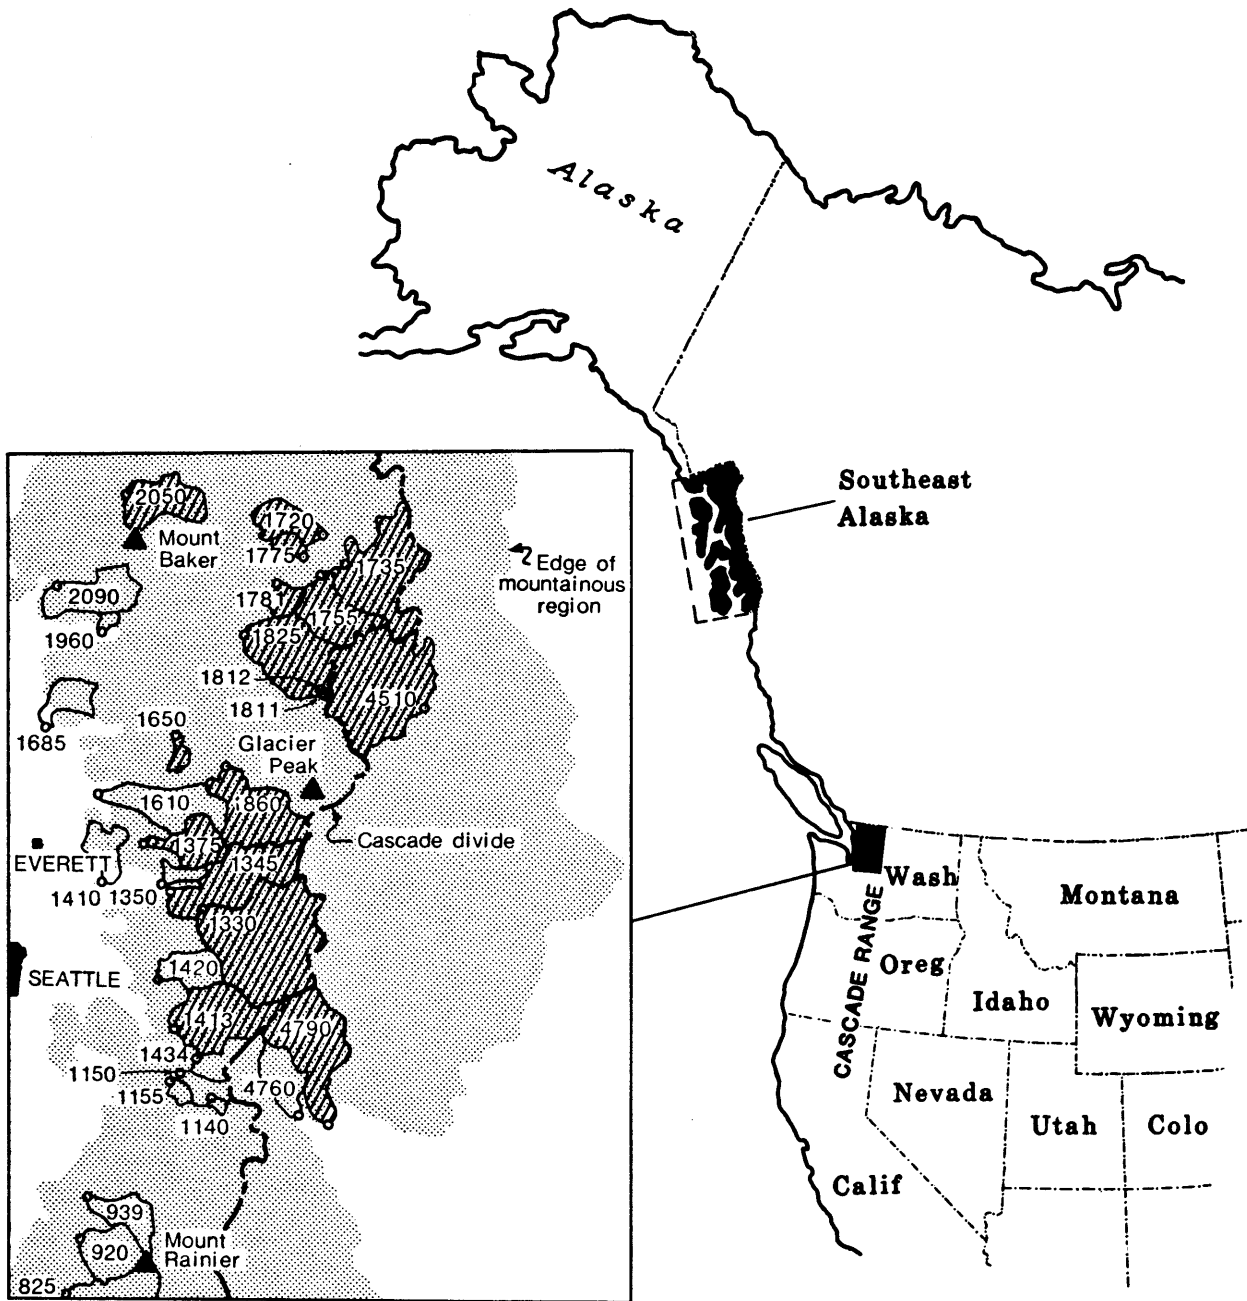 Alaska
Southeast
Alaska
Wash
Montana
Oreg
Idaho
Wyoming
CASCADE RANGE
Nevada
Utah
Colo
Calif
2050
Mount
Baker
1720
1775
1735
Edge of
mountainous
region
2090
1781
1755
1960
1825
1812
4510
1811
1685
1650
Glacier
Peak
1610
1860
1375
Cascade divide
EVERETT
1345
1410
1350
1330
1420
SEATTLE
1413
4790
1434
1150
1155
4760
1140
939
920
Mount
Rainier
825